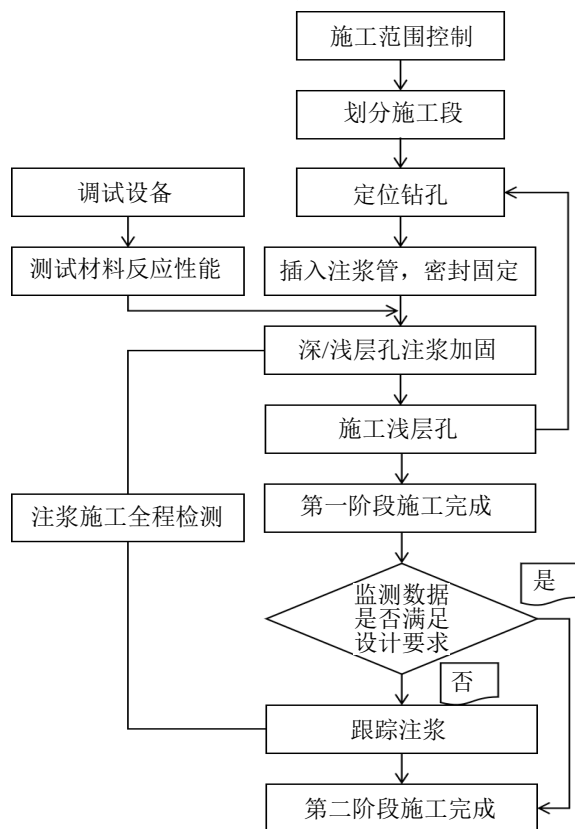 施工范围控制
划分施工段
调试设备
定位钻孔
测试材料反应性能
插入注浆管，密封固定
深/浅层孔注浆加固
施工浅层孔
注浆施工全程检测
第一阶段施工完成
监测数据
是否满足
设计要求
是
否
跟踪注浆
第二阶段施工完成